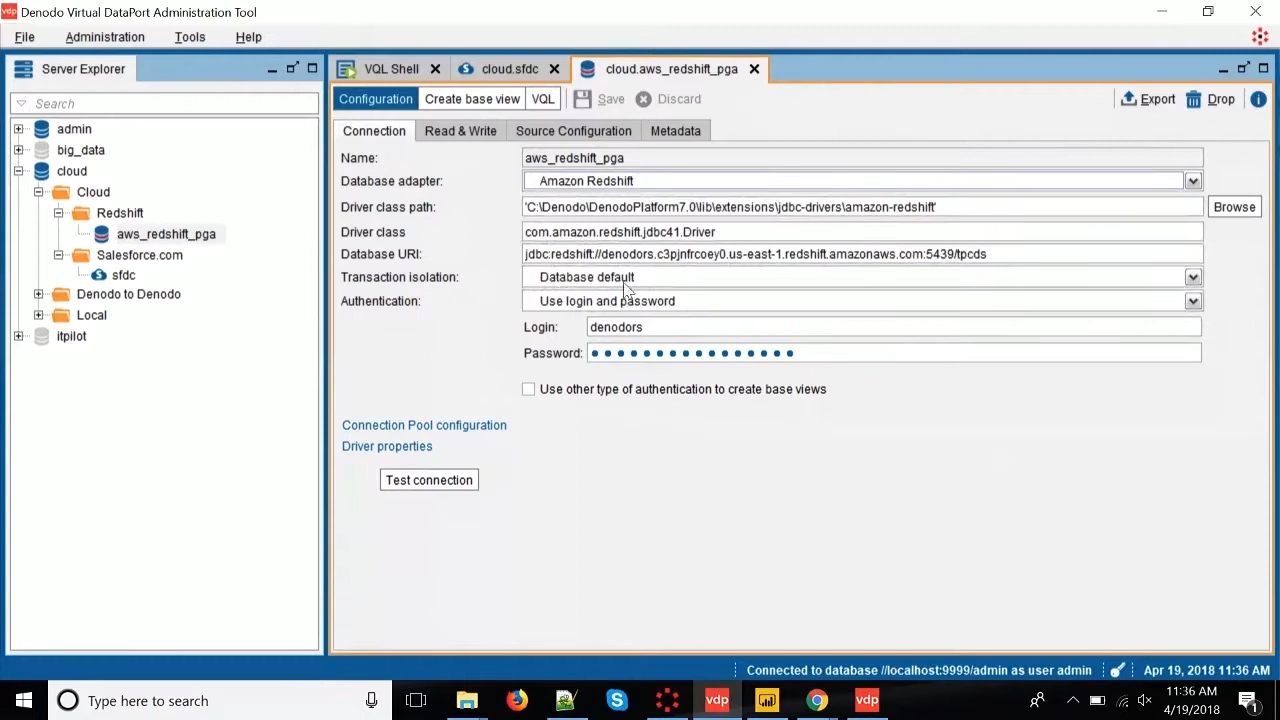 vdp Denodo Virtual DataPort Administration Tool
File Administration Tools Help
Server Explorer
Search
admin
big_data
cloud
Cloud
Redshift
aws_redshift_pga
Salesforce.com
sfdc
Denodo to Denodo
Local
itpilot
VQL Shell cloud.sfdc cloud.aws_redshift_pga
Configuration Create base view VQL Save Discard Export Drop
Connection Read & Write Source Configuration Metadata
Name: aws_redshift_pga
Database adapter: Amazon Redshift
Driver class path: 'C:\Denodo\DenodoPlatform7.0\lib\extensions\jdbc-drivers\amazon-redshift' Browse
Driver class com.amazon.redshift.jdbc41.Driver
Database URI: jdbc:redshift://denodors.c3pjnfrcoey0.us-east-1.redshift.amazonaws.com:5439/tpcds
Transaction isolation: Database default
Authentication: Use login and password
Login: denodors
Password:
Use other type of authentication to create base views
Connection Pool configuration
Driver properties
Test connection
Connected to database //localhost:9999/admin as user admin Apr 19, 2018 11:36 AM
Type here to search vdp vdp 11:36 AM
4/19/2018 1